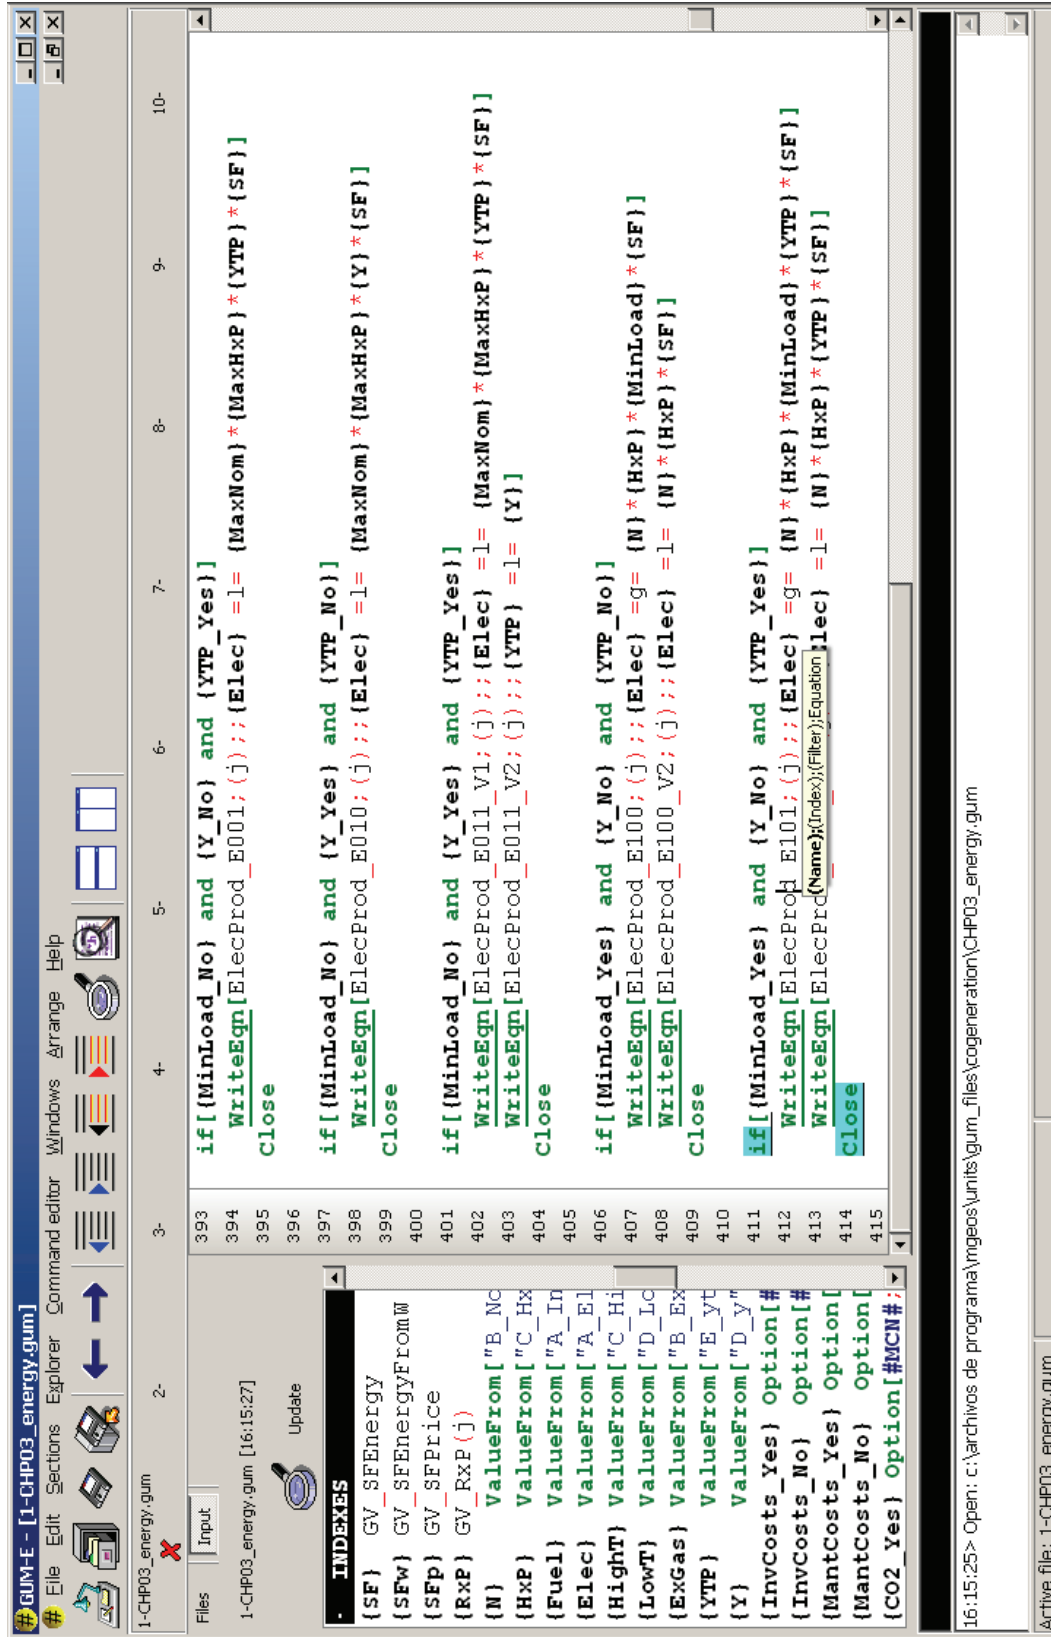 GUM-E - [1-CHP03_energy.gum]
File Edit Sections Explorer Command editor Windows Arrange Help
1-CHP03_energy.gum
Files Input
1-CHP03_energy.gum [16:15:27]
Update
- INDEXES
{SF} GV_SFEnergy
{SFw} GV_SFEnergyFromW
{SFp} GV_SFPrice
{RxP} GV_RxP(j)
{N} ValueFrom["B_No
{HxP} ValueFrom["C_Hx
{Fuel} ValueFrom["A_In
{Elec} ValueFrom["A_El
{HighT} ValueFrom["C_Hi
{LowT} ValueFrom["D_Lo
{ExGas} ValueFrom["B_Ex
{YTP} ValueFrom["E_yt
{Y} ValueFrom["D_y"
{InvCosts_Yes} Option[#
{InvCosts_No} Option[#
{MantCosts_Yes} Option[
{MantCosts_No} Option[
{CO2_Yes} Option[#MCN#;
2- 3- 4- 5- 6- 7- 8- 9- 10-
393 if[{MinLoad_No} and {Y_No} and {YTP_Yes}]
394 WriteEqn[ElecProd_E001;(j);;{Elec} =l= {MaxNom}*{MaxHxP}*{YTP}*{SF}]
395 Close
396
397 if[{MinLoad_No} and {Y_Yes} and {YTP_No}]
398 WriteEqn[ElecProd_E010;(j);;{Elec} =l= {MaxNom}*{MaxHxP}*{Y}*{SF}]
399 Close
400
401 if[{MinLoad_No} and {Y_Yes} and {YTP_Yes}]
402 WriteEqn[ElecProd_E011_V1;(j);;{Elec} =l= {MaxNom}*{MaxHxP}*{YTP}*{SF}]
403 WriteEqn[ElecProd_E011_V2;(j);;{YTP} =l= {Y}]
404 Close
405
406 if[{MinLoad_Yes} and {Y_No} and {YTP_No}]
407 WriteEqn[ElecProd_E100;(j);;{Elec} =g= {N}*{HxP}*{MinLoad}*{SF}]
408 WriteEqn[ElecProd_E100_V2;(j);;{Elec} =l= {N}*{HxP}*{SF}]
409 Close
410
411 if[{MinLoad_Yes} and {Y_No} and {YTP_Yes}]
412 WriteEqn[ElecProd_E101;(j);;{Elec} =g= {N}*{HxP}*{MinLoad}*{YTP}*{SF}]
413 WriteEqn[ElecPro lec} =l= {N}*{HxP}*{YTP}*{SF}]
(Name);(Index);(Filter);Equation
414 Close
415
16:15:25> Open: c:\archivos de programa\mgeos\units\gum_files\cogeneration\CHP03_energy.gum
Active file: 1-CHP03_energy.gum